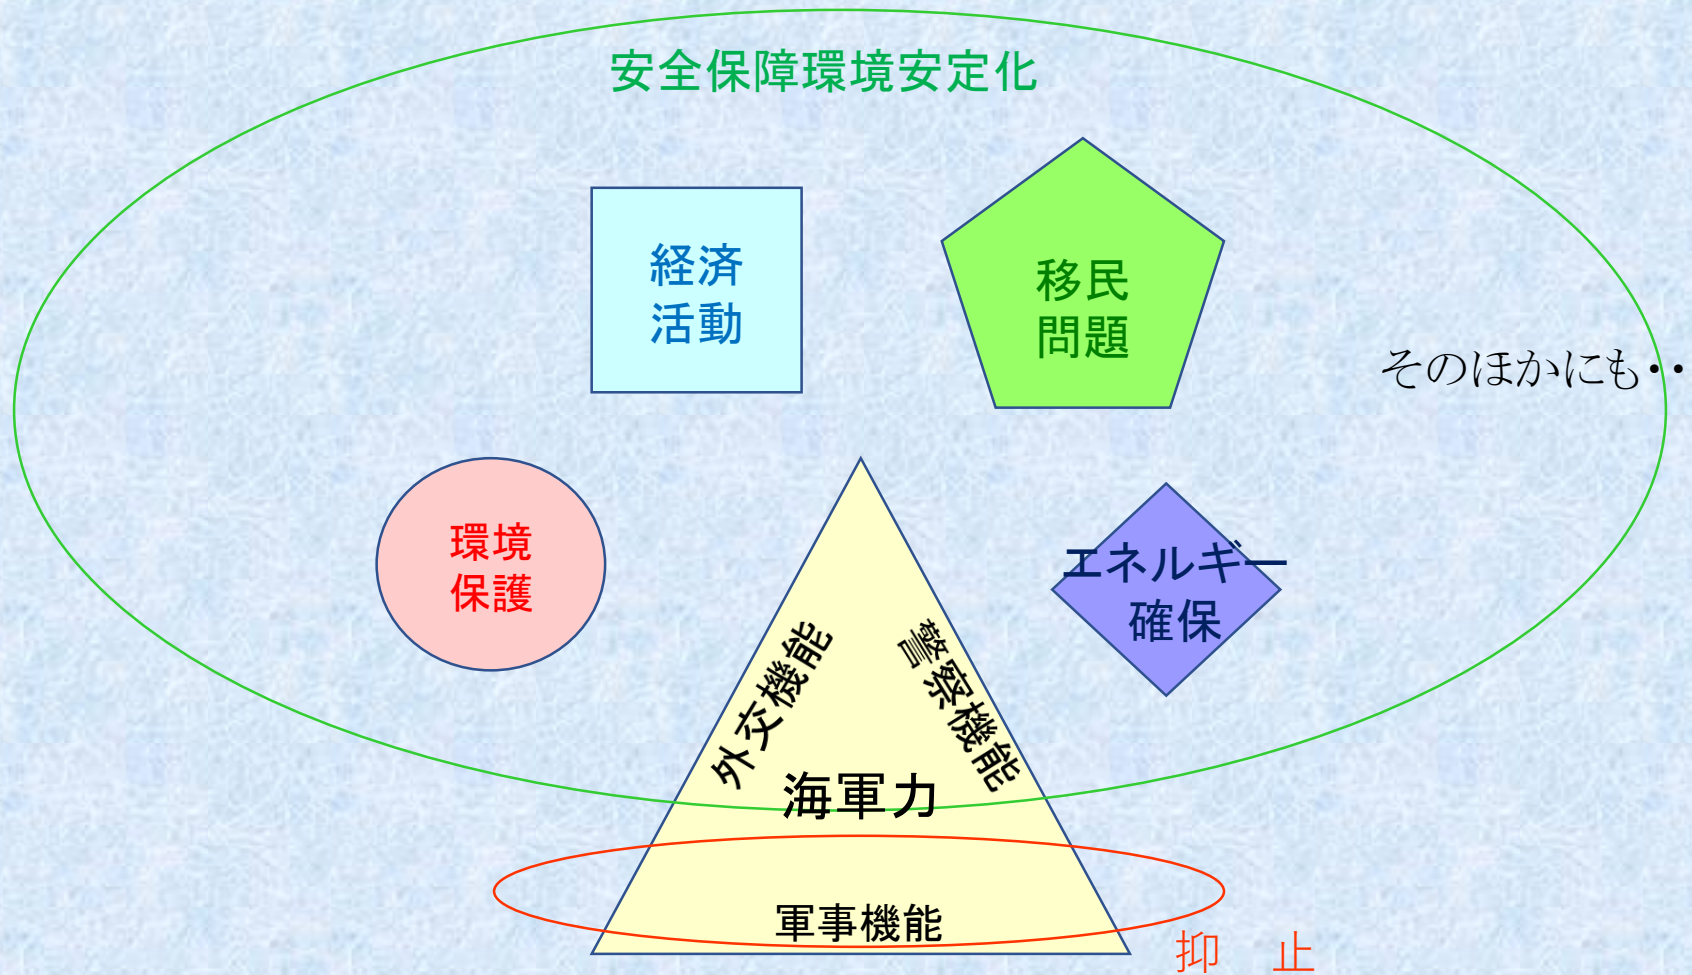 安全保障環境安定化
経済
活動
移民
問題
そのほかにも・・
環境
保護
エネルギー
確保
外交機能
警察機能
海軍力
軍事機能
抑　止